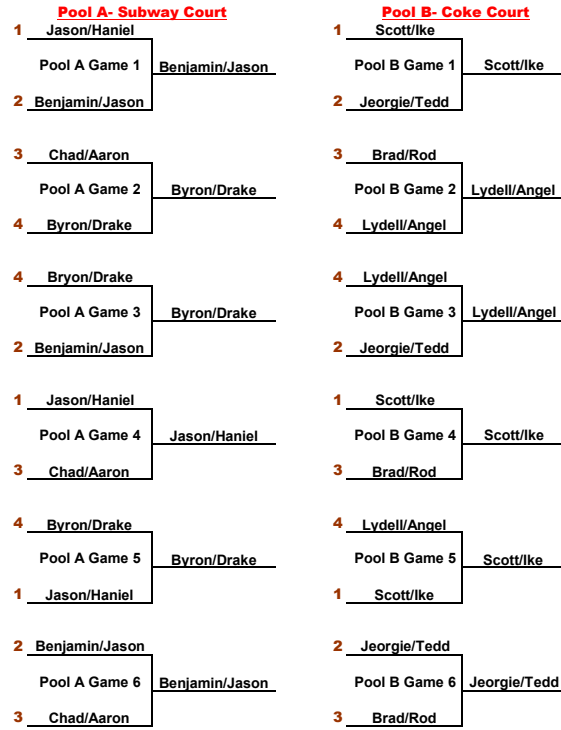 Pool A- Subway Court
1 Jason/Haniel
Pool A Game 1 Benjamin/Jason
2 Benjamin/Jason
3 Chad/Aaron
Pool A Game 2 Byron/Drake
4 Byron/Drake
4 Bryon/Drake
Pool A Game 3 Byron/Drake
2 Benjamin/Jason
1 Jason/Haniel
Pool A Game 4 Jason/Haniel
3 Chad/Aaron
4 Byron/Drake
Pool A Game 5 Byron/Drake
1 Jason/Haniel
2 Benjamin/Jason
Pool A Game 6 Benjamin/Jason
3 Chad/Aaron
Pool B- Coke Court
1 Scott/Ike
Pool B Game 1 Scott/Ike
2 Jeorgie/Tedd
3 Brad/Rod
Pool B Game 2 Lydell/Angel
4 Lydell/Angel
4 Lydell/Angel
Pool B Game 3 Lydell/Angel
2 Jeorgie/Tedd
1 Scott/Ike
Pool B Game 4 Scott/Ike
3 Brad/Rod
4 Lydell/Angel
Pool B Game 5 Scott/Ike
1 Scott/Ike
2 Jeorgie/Tedd
Pool B Game 6 Jeorgie/Tedd
3 Brad/Rod